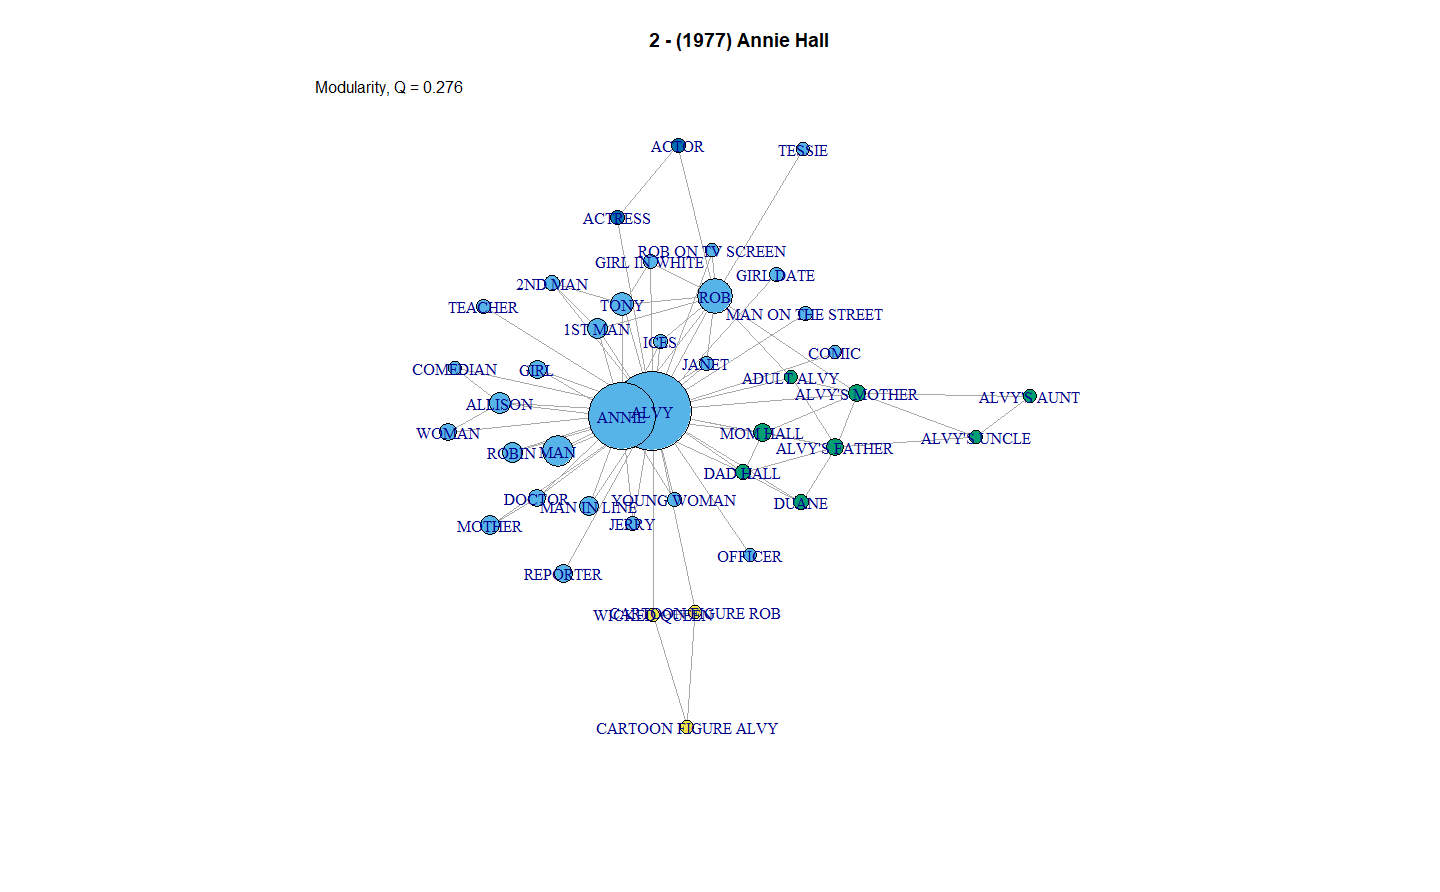 2 - (1977) Annie Hall
Modularity, Q = 0.276
ACTOR
TESSIE
ACTRESS
ROB ON TV SCREEN
GIRL IN WHITE
GIRL DATE
2ND MAN
ROB
TEACHER
TONY
MAN ON THE STREET
1ST MAN
ICES
COMIC
JANET
COMEDIAN
GIRL
ADULT ALVY
ALVY'S MOTHER
ALVY'S AUNT
ALLISON
ANNIE
ALVY
WOMAN
MOM HALL
ALVY'S UNCLE
ROBIN
MAN
ALVY'S FATHER
DAD HALL
DOCTOR
MAN IN LINE
YOUNG WOMAN
DUANE
MOTHER
JERRY
OFFICER
REPORTER
WICKED QUEEN
CARTOON FIGURE ROB
CARTOON FIGURE ALVY